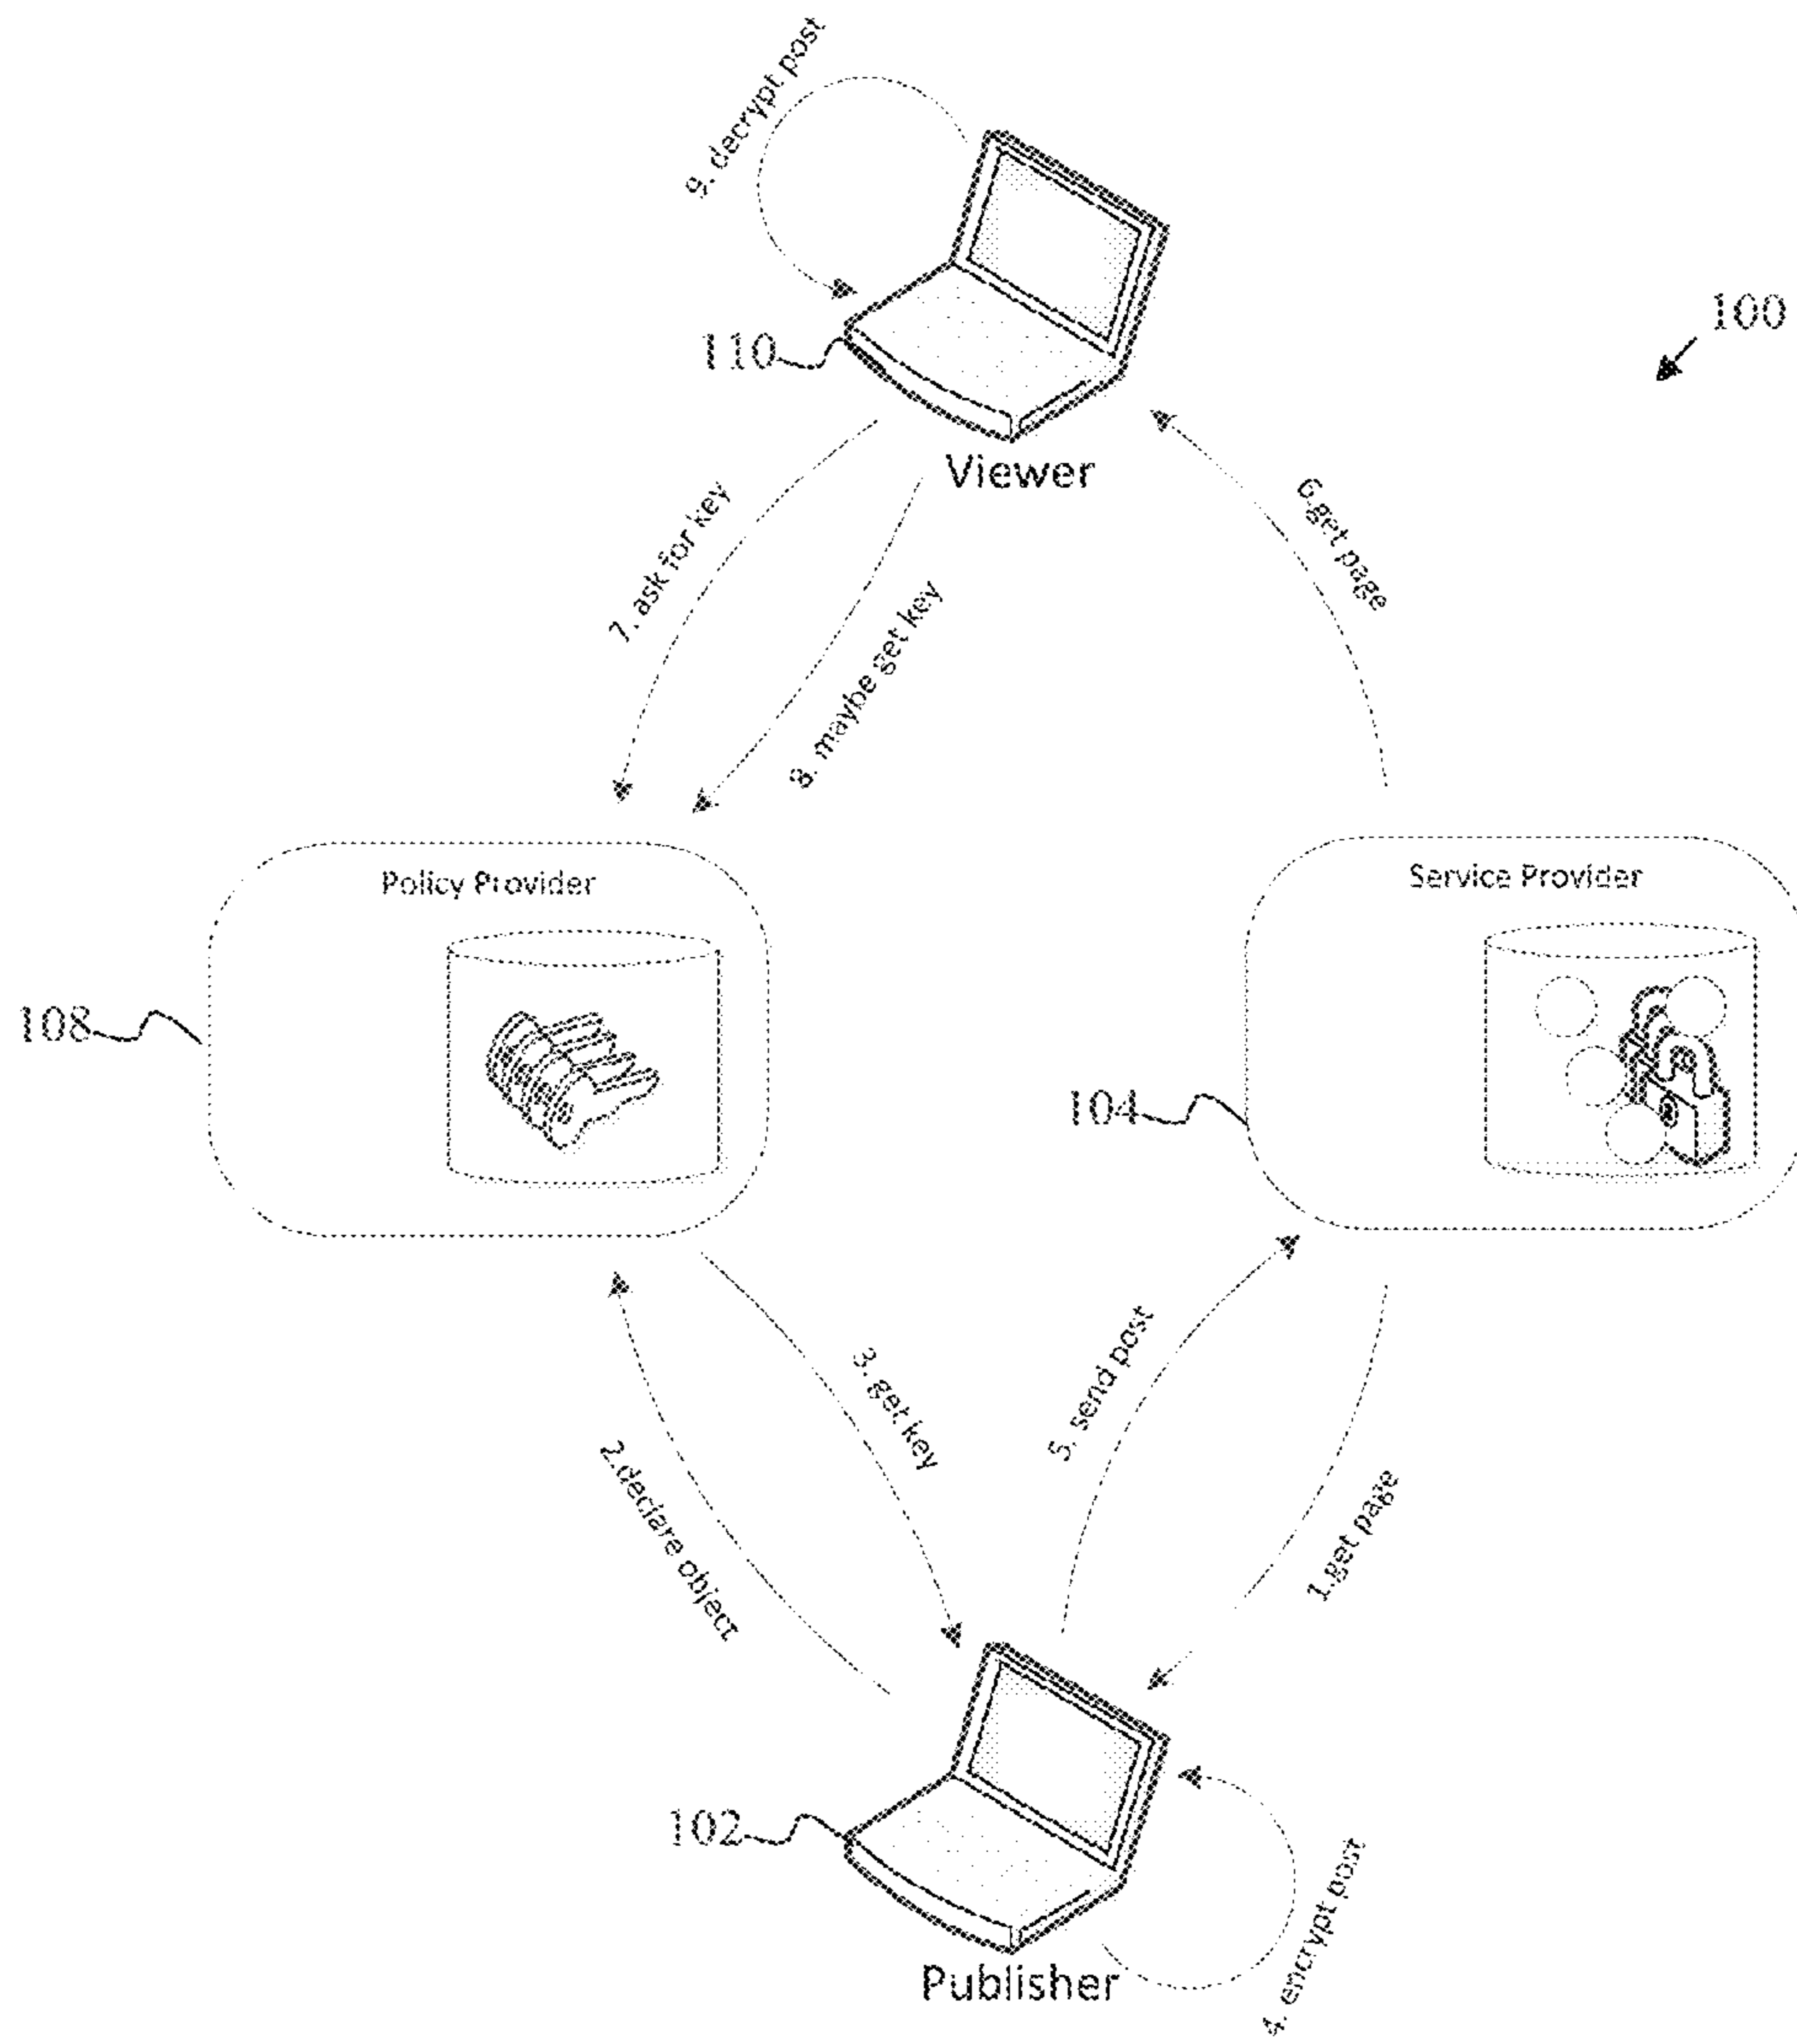 9. decrypt post
100
110
Viewer
7. ask for key
6.get page
8. maybe get key
Policy Provider
Service Provider
108
104
5. send post
3. get key
2.declare object
1.get page
102
4. encrypt post
Publisher